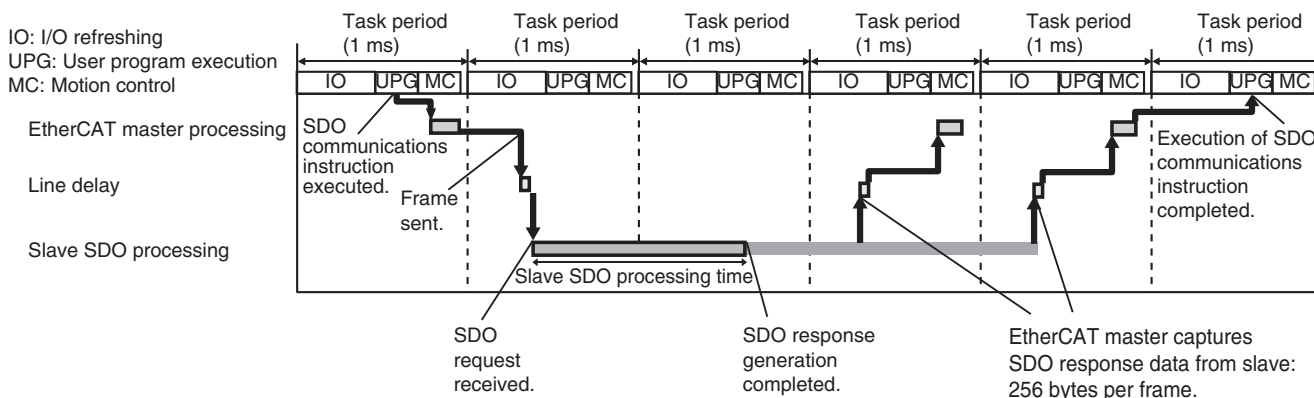 IO: I/O refreshing
UPG: User program execution
MC: Motion control
Task period
(1 ms)
Task period
(1 ms)
Task period
(1 ms)
Task period
(1 ms)
Task period
(1 ms)
Task period
(1 ms)
IO UPG MC IO UPG MC IO UPG MC IO UPG MC IO UPG MC IO UPG MC
EtherCAT master processing
SDO
communications
instruction
executed.
Frame
sent.
Execution of SDO
communications
instruction
completed.
Line delay
Slave SDO processing
Slave SDO processing time
SDO
request
received.
SDO response
generation
completed.
EtherCAT master captures
SDO response data from slave:
256 bytes per frame.